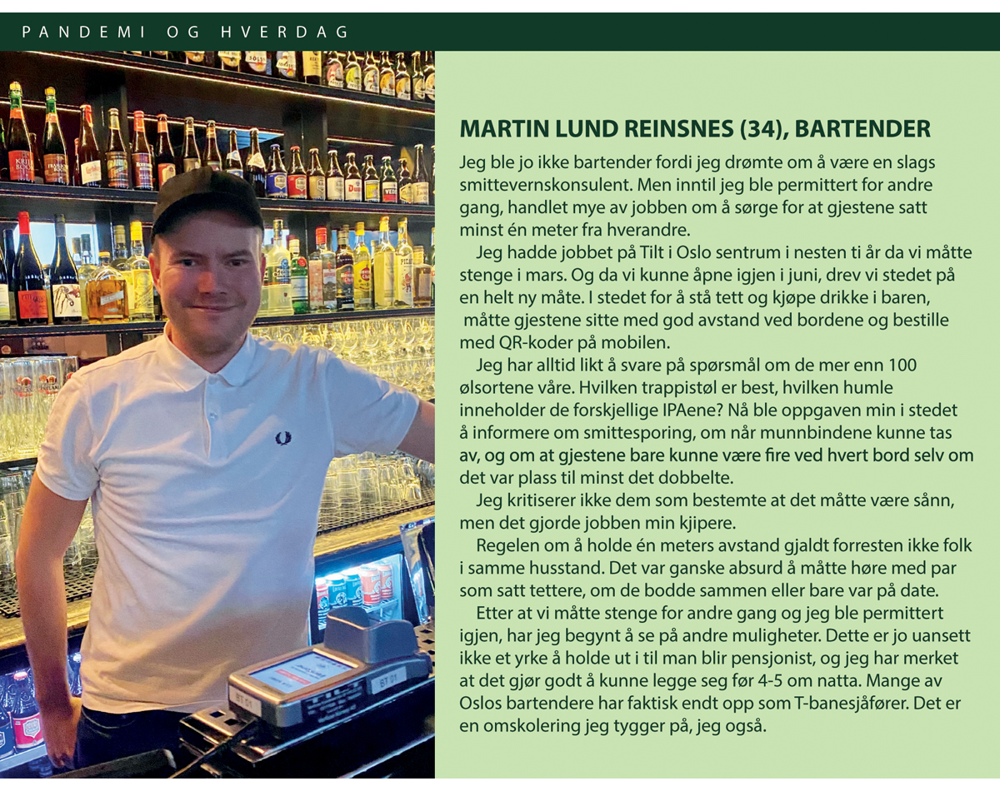 PANDEMI OG HVERDAG
MARTIN LUND REINSNES (34), BARTENDER
Jeg ble jo ikke bartender fordi jeg drømte om å være en slags
smittevernskonsulent. Men inntil jeg ble permittert for andre
gang, handlet mye av jobben om å sørge for at gjestene satt
minst én meter fra hverandre.
Jeg hadde jobbet på Tilt i Oslo sentrum i nesten ti år da vi måtte
stenge i mars. Og da vi kunne åpne igjen i juni, drev vi stedet på
en helt ny måte. I stedet for å stå tett og kjøpe drikke i baren,
måtte gjestene sitte med god avstand ved bordene og bestille
med QR-koder på mobilen.
Jeg har alltid likt å svare på spørsmål om de mer enn 100
ølsortene våre. Hvilken trappistøl er best, hvilken humle
inneholder de forskjellige IPAene? Nå ble oppgaven min i stedet
å informere om smittesporing, om når munnbindene kunne tas
av, og om at gjestene bare kunne være fire ved hvert bord selv om
det var plass til minst det dobbelte.
Jeg kritiserer ikke dem som bestemte at det måtte være sånn,
men det gjorde jobben min kjipere.
Regelen om å holde én meters avstand gjaldt forresten ikke folk
i samme husstand. Det var ganske absurd å måtte høre med par
som satt tettere, om de bodde sammen eller bare var på date.
Etter at vi måtte stenge for andre gang og jeg ble permittert
igjen, har jeg begynt å se på andre muligheter. Dette er jo uansett
ikke et yrke å holde ut i til man blir pensjonist, og jeg har merket
at det gjør godt å kunne legge seg før 4-5 om natta. Mange av
Oslos bartendere har faktisk endt opp som T-banesjåfører. Det er
en omskolering jeg tygger på, jeg også.
BT 01
BT 01